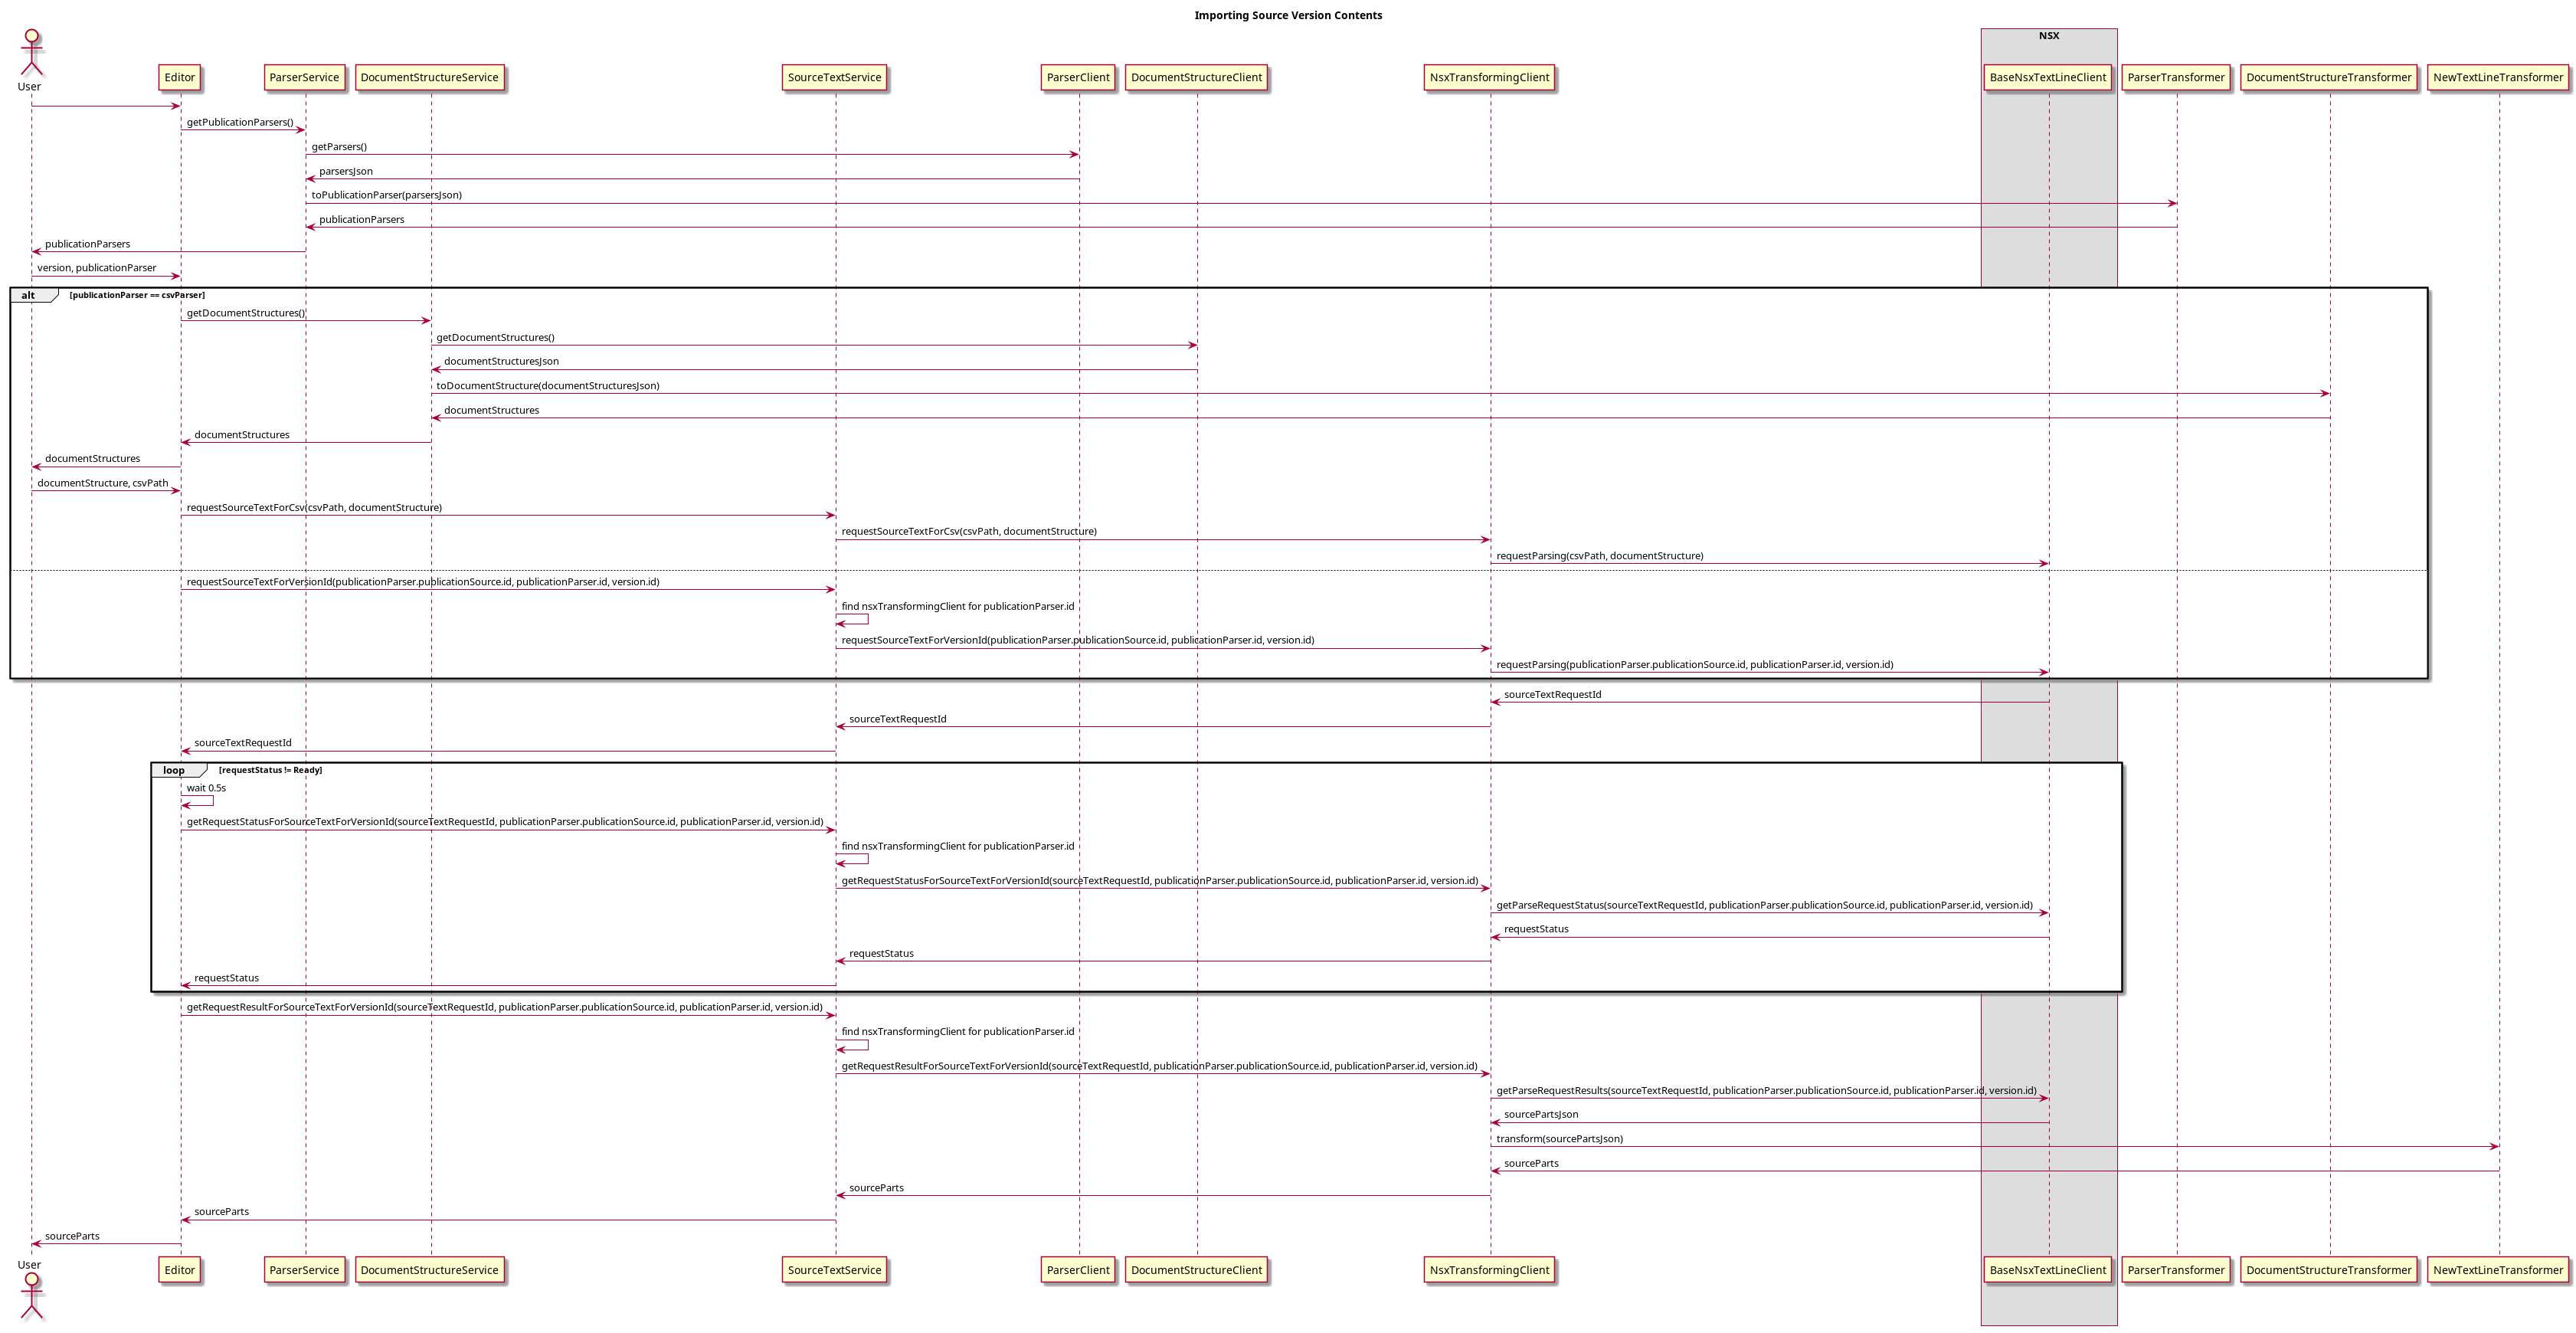 Importing Source Version Contents
NSX
User
Editor
ParserService
DocumentStructureService
SourceTextService
ParserClient
DocumentStructureClient
NsxTransformingClient
BaseNsxTextLineClient
ParserTransformer
DocumentStructureTransformer
NewTextLineTransformer
getPublicationParsers()
getParsers()
parsersJson
toPublicationParser(parsersJson)
publicationParsers
publicationParsers
version, publicationParser
alt [publicationParser == csvParser]
getDocumentStructures()
getDocumentStructures()
documentStructuresJson
toDocumentStructure(documentStructuresJson)
documentStructures
documentStructures
documentStructures
documentStructure, csvPath
requestSourceTextForCsv(csvPath, documentStructure)
requestSourceTextForCsv(csvPath, documentStructure)
requestParsing(csvPath, documentStructure)
requestSourceTextForVersionId(publicationParser.publicationSource.id, publicationParser.id, version.id)
find nsxTransformingClient for publicationParser.id
requestSourceTextForVersionId(publicationParser.publicationSource.id, publicationParser.id, version.id)
requestParsing(publicationParser.publicationSource.id, publicationParser.id, version.id)
sourceTextRequestId
sourceTextRequestId
sourceTextRequestId
loop [requestStatus != Ready]
wait 0.5s
getRequestStatusForSourceTextForVersionId(sourceTextRequestId, publicationParser.publicationSource.id, publicationParser.id, version.id)
find nsxTransformingClient for publicationParser.id
getRequestStatusForSourceTextForVersionId(sourceTextRequestId, publicationParser.publicationSource.id, publicationParser.id, version.id)
getParseRequestStatus(sourceTextRequestId, publicationParser.publicationSource.id, publicationParser.id, version.id)
requestStatus
requestStatus
requestStatus
getRequestResultForSourceTextForVersionId(sourceTextRequestId, publicationParser.publicationSource.id, publicationParser.id, version.id)
find nsxTransformingClient for publicationParser.id
getRequestResultForSourceTextForVersionId(sourceTextRequestId, publicationParser.publicationSource.id, publicationParser.id, version.id)
getParseRequestResults(sourceTextRequestId, publicationParser.publicationSource.id, publicationParser.id, version.id)
sourcePartsJson
transform(sourcePartsJson)
sourceParts
sourceParts
sourceParts
sourceParts
User
Editor
ParserService
DocumentStructureService
SourceTextService
ParserClient
DocumentStructureClient
NsxTransformingClient
BaseNsxTextLineClient
ParserTransformer
DocumentStructureTransformer
NewTextLineTransformer